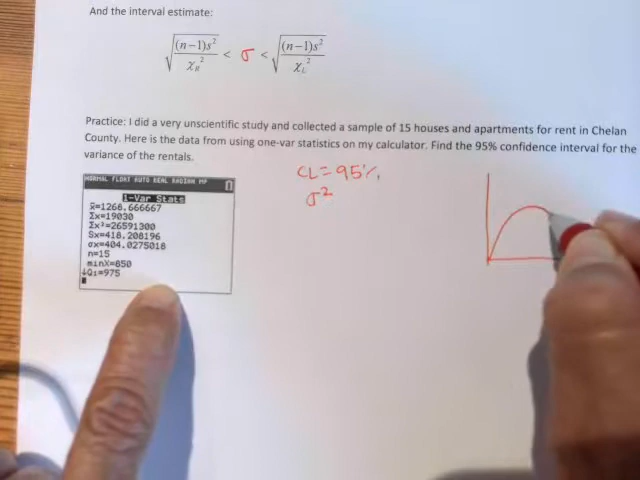 And the interval estimate:
√((n−1)s²/χ_R²) < σ < √((n−1)s²/χ_L²)
Practice: I did a very unscientific study and collected a sample of 15 houses and apartments for rent in Chelan
County. Here is the data from using one-var statistics on my calculator. Find the 95% confidence interval for the
variance of the rentals.
CL=95%
σ²
NORMAL FLOAT AUTO REAL RADIAN MP
1-Var Stats
x̄=1268.666667
Σx=19030
Σx²=26591300
Sx=418.208196
σx=404.0275018
n=15
minX=850
↓Q₁=975